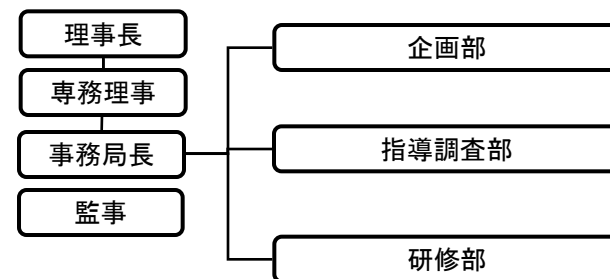 理事長
専務理事
事務局長
監事
企画部
指導調査部
研修部